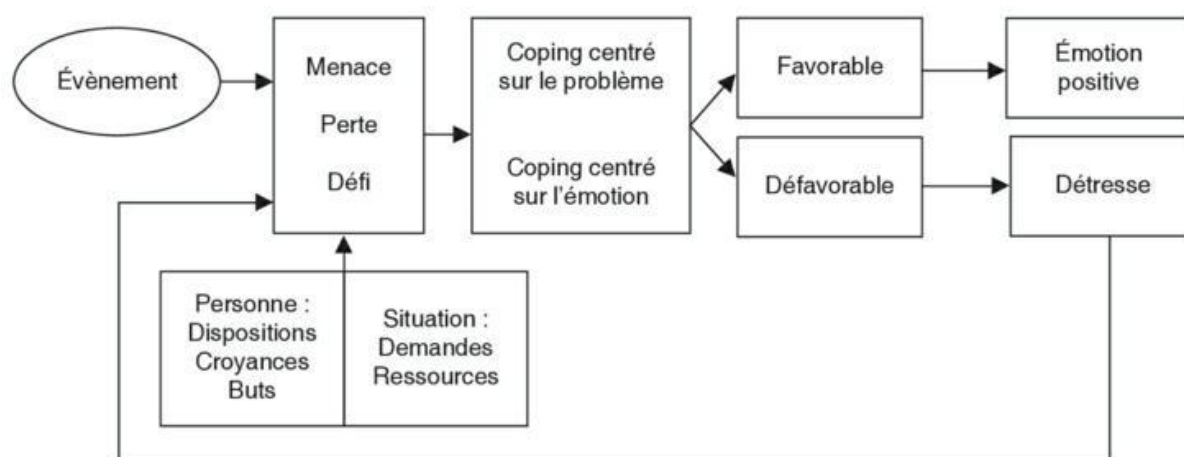 Évènement
Menace
Perte
Défi
Coping centré
sur le problème
Coping centré
sur l'émotion
Favorable
Émotion
positive
Défavorable
Détresse
Personne :
Dispositions
Croyances
Buts
Situation :
Demandes
Ressources